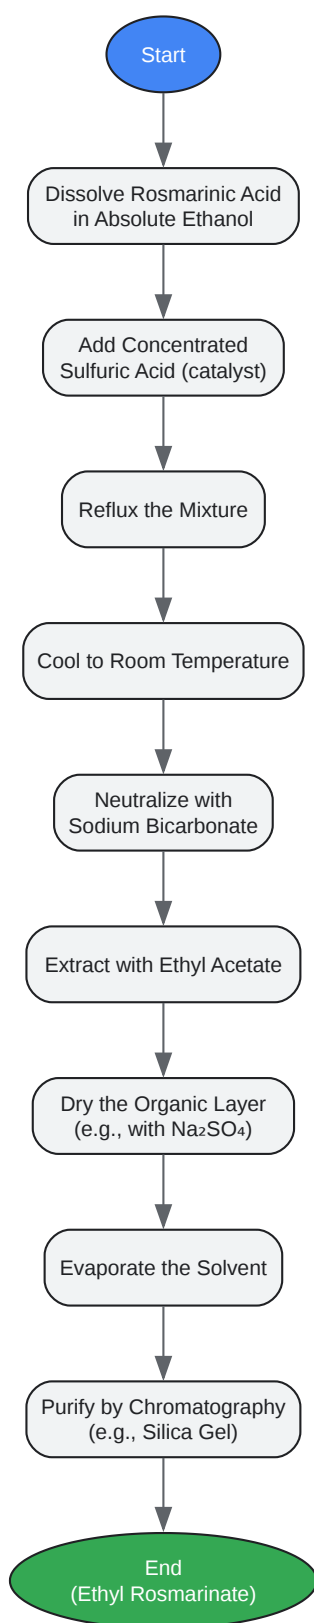 Start
Dissolve Rosmarinic Acid
in Absolute Ethanol
Add Concentrated
Sulfuric Acid (catalyst)
Reflux the Mixture
Cool to Room Temperature
Neutralize with
Sodium Bicarbonate
Extract with Ethyl Acetate
Dry the Organic Layer
(e.g., with Na₂SO₄)
Evaporate the Solvent
Purify by Chromatography
(e.g., Silica Gel)
End
(Ethyl Rosmarinate)